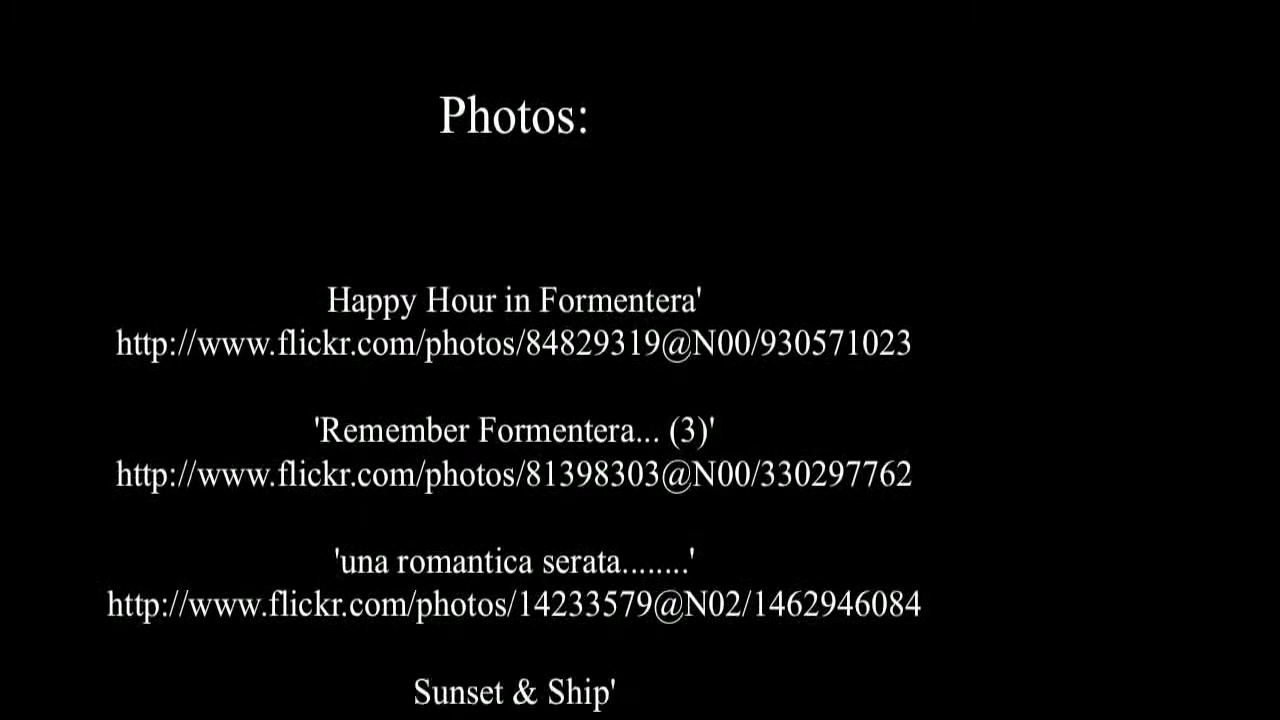 Photos:
Happy Hour in Formentera'
http://www.flickr.com/photos/84829319@N00/930571023
'Remember Formentera... (3)'
http://www.flickr.com/photos/81398303@N00/330297762
'una romantica serata........'
http://www.flickr.com/photos/14233579@N02/1462946084
Sunset & Ship'